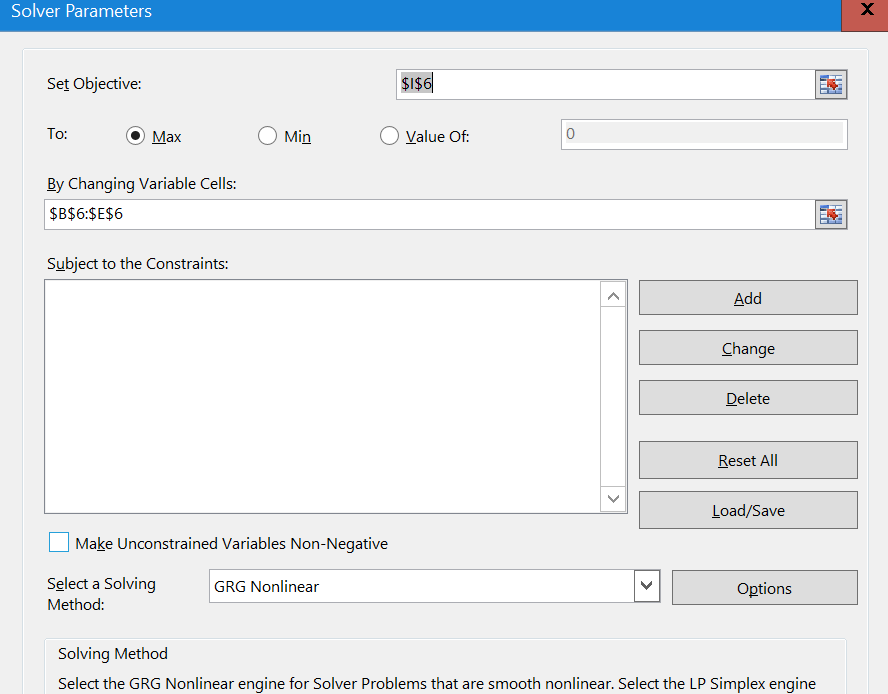 Solver Parameters
x
Set Objective:
$I$6
To:
Max
Min
Value Of:
0
By Changing Variable Cells:
$B$6:$E$6
Subject to the Constraints:
Add
Change
Delete
Reset All
Load/Save
Make Unconstrained Variables Non-Negative
Select a Solving
Method:
GRG Nonlinear
Options
Solving Method
Select the GRG Nonlinear engine for Solver Problems that are smooth nonlinear. Select the LP Simplex engine